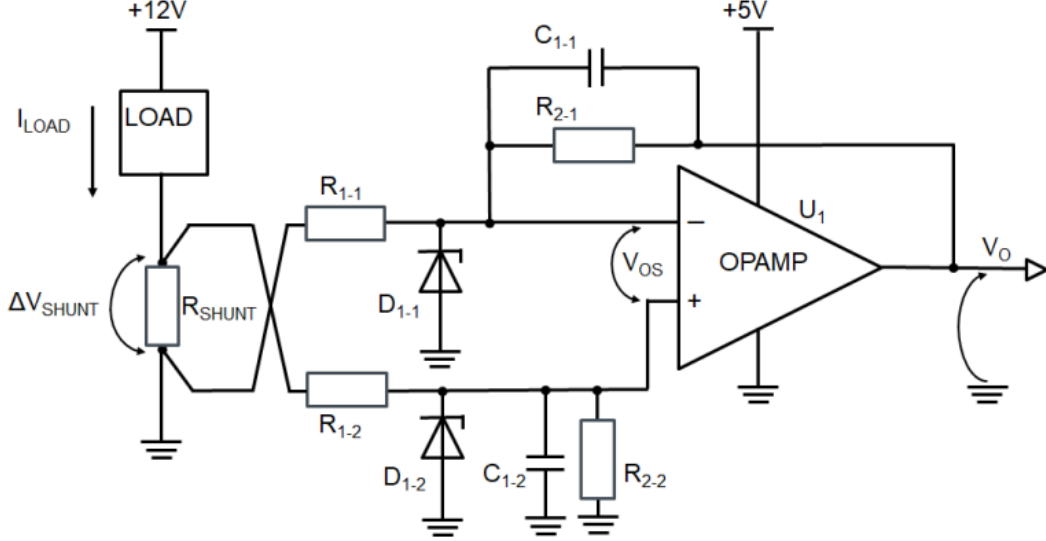 +12V
+5V
C1-1
ILOAD
LOAD
R2-1
R1-1
U1
–
VOS
OPAMP
VO
ΔVSHUNT
RSHUNT
D1-1
+
R1-2
D1-2
C1-2
R2-2